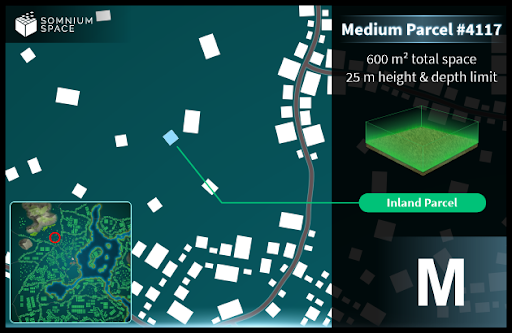 SOMNIUM
SPACE
Medium Parcel #4117
600 m² total space
25 m height & depth limit
Inland Parcel
M